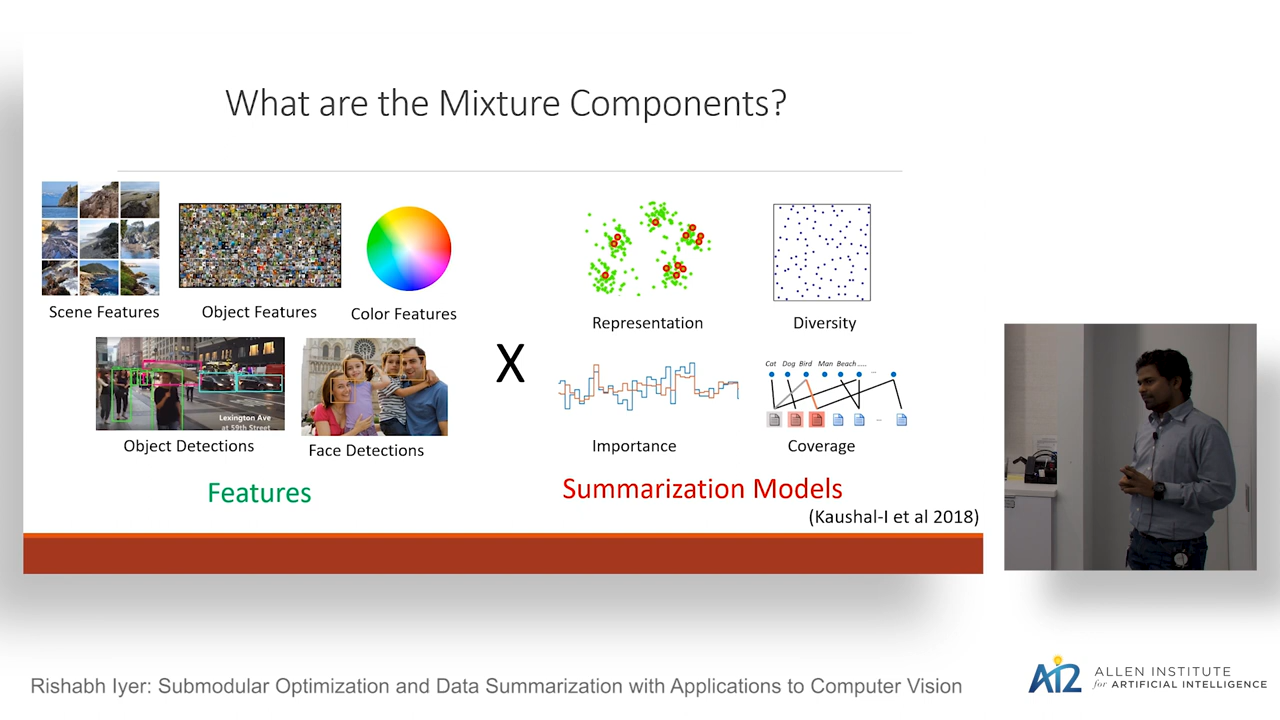 What are the Mixture Components?
Scene Features
Object Features
Color Features
Representation
Diversity
X
Lexington Ave
at 59th Street
Cat Dog Bird Man Beach.....
...
...
Object Detections
Face Detections
Importance
Coverage
Features
Summarization Models
(Kaushal-I et al 2018)
Rishabh Iyer: Submodular Optimization and Data Summarization with Applications to Computer Vision
AI2
ALLEN INSTITUTE
for ARTIFICIAL INTELLIGENCE